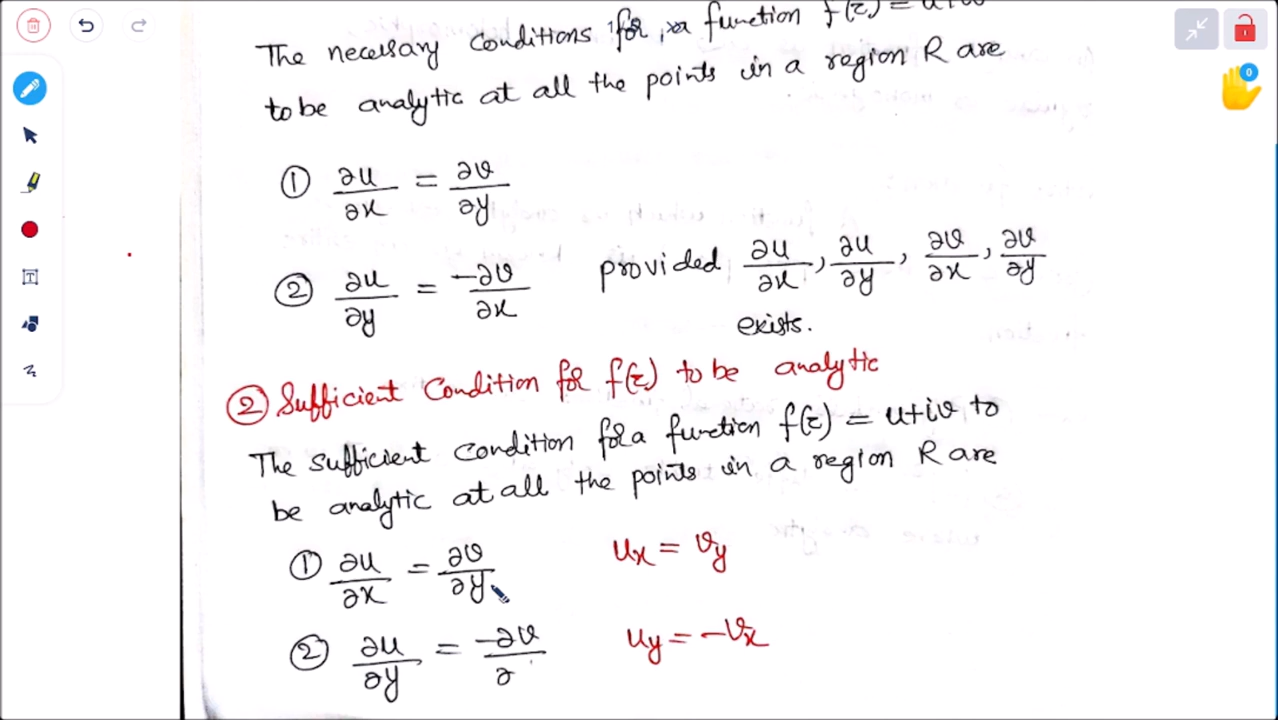 The necessary Conditions for a function f(z) = u+iv
to be analytic at all the points in a region R are
① ∂u/∂x = ∂v/∂y
② ∂u/∂y = -∂v/∂x provided ∂u/∂x, ∂u/∂y, ∂v/∂x, ∂v/∂y
exists.
② Sufficient Condition for f(z) to be analytic
The sufficient condition for a function f(z) = u+iv to
be analytic at all the points in a region R are
① ∂u/∂x = ∂v/∂y ux = vy
② ∂u/∂y = -∂v/∂ uy = -vx
0